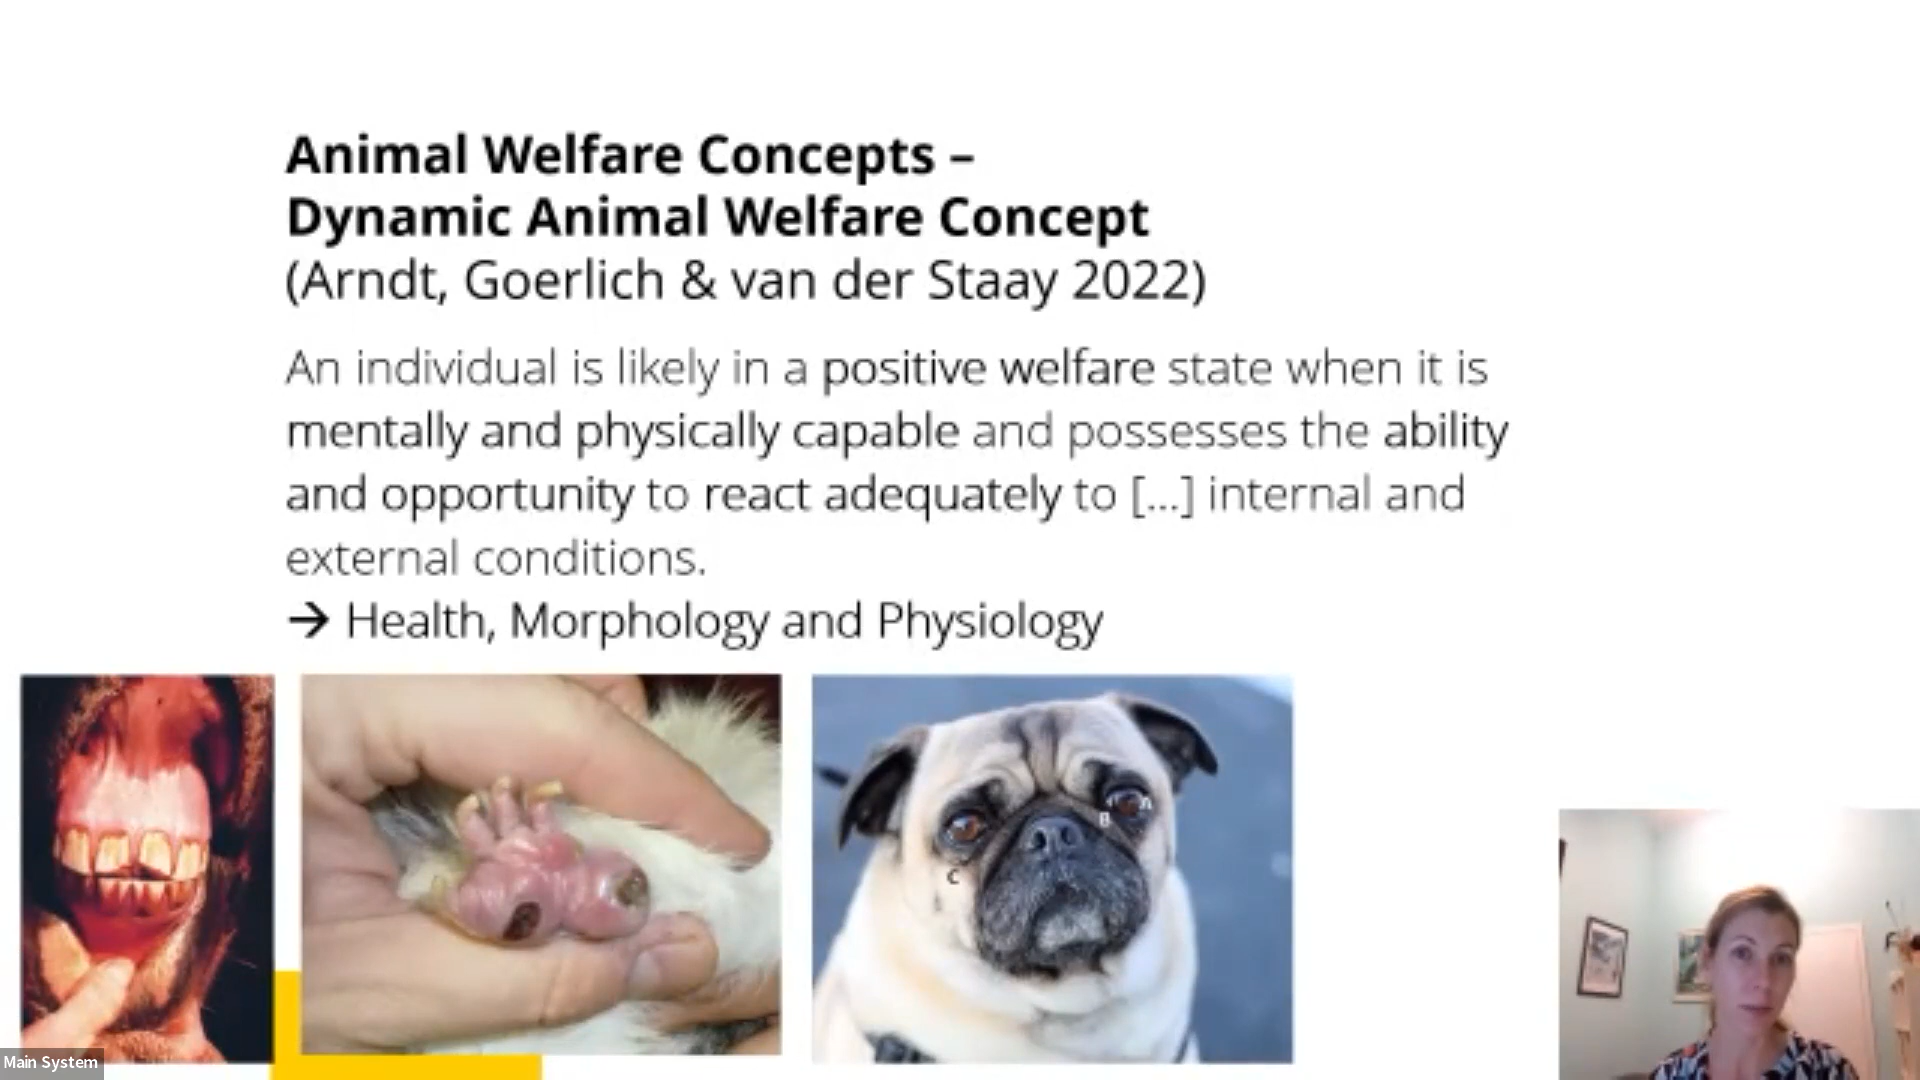 Animal Welfare Concepts –
Dynamic Animal Welfare Concept
(Arndt, Goerlich & van der Staay 2022)
An individual is likely in a positive welfare state when it is
mentally and physically capable and possesses the ability
and opportunity to react adequately to [...] internal and
external conditions.
→ Health, Morphology and Physiology
A
B
C
Main System